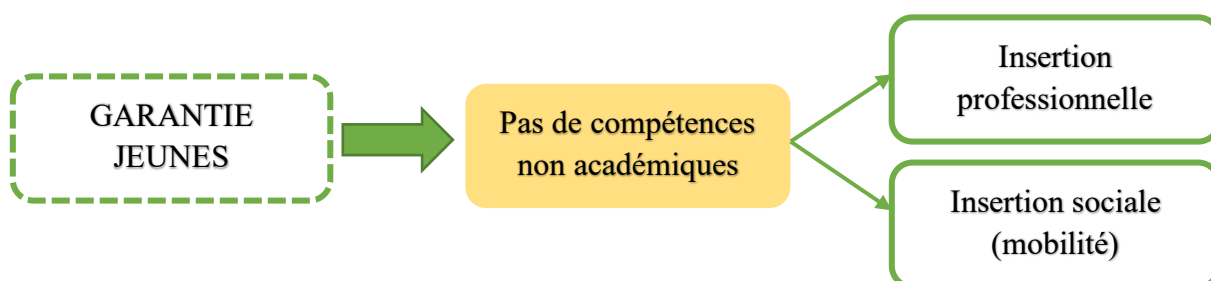 GARANTIE
JEUNES
Pas de compétences
non académiques
Insertion
professionnelle
Insertion sociale
(mobilité)